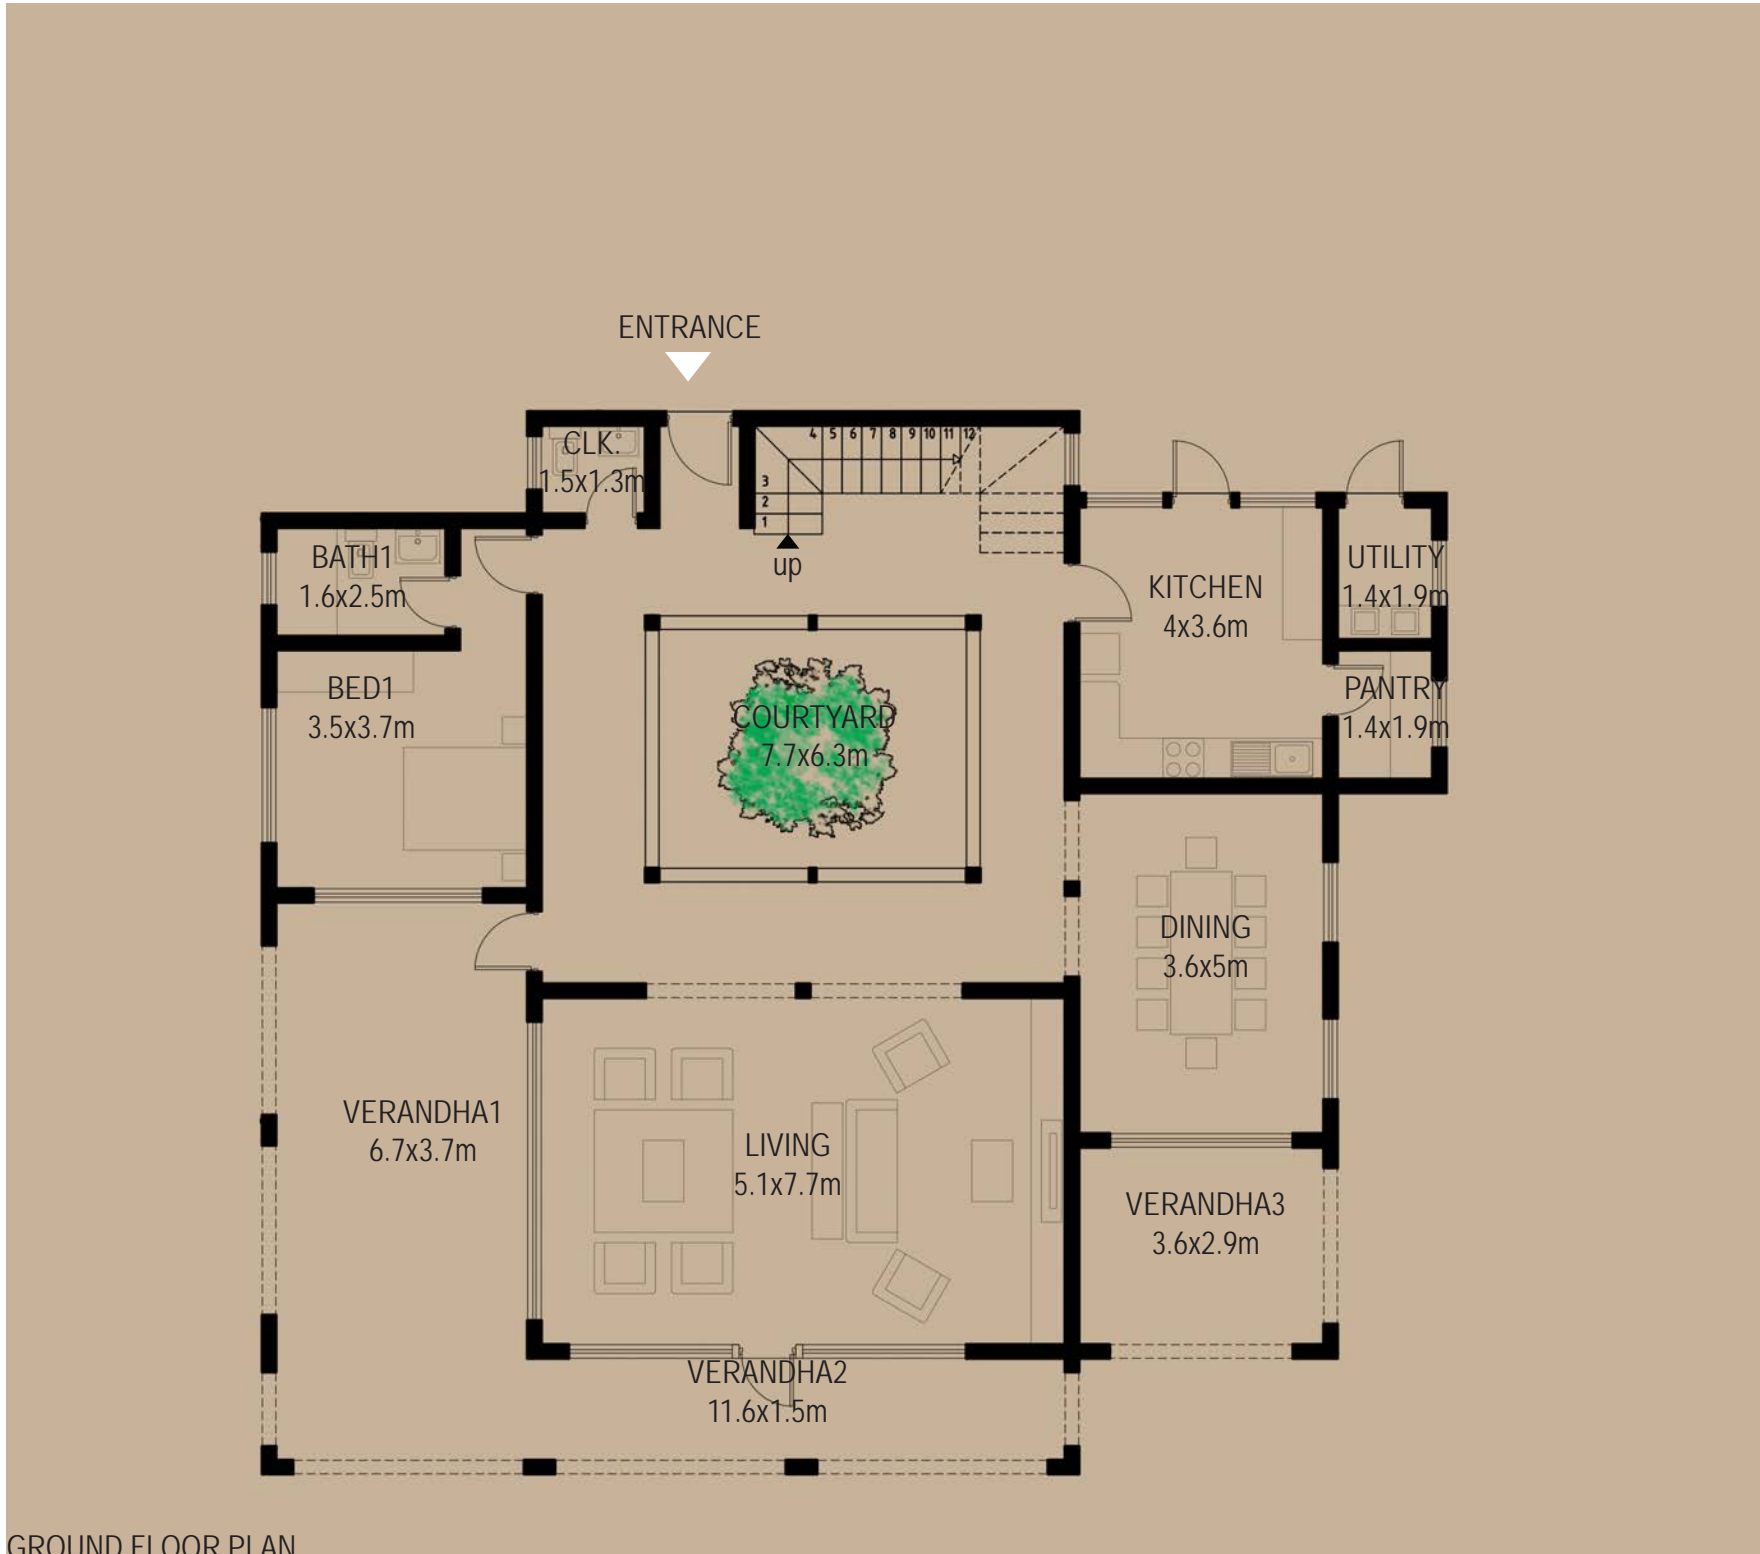 ENTRANCE
CLK.
1.5x1.3m
4 5 6 7 8 9 10 11 12
3
2
1
up
BATH1
1.6x2.5m
KITCHEN
4x3.6m
UTILITY
1.4x1.9m
BED1
3.5x3.7m
COURTYARD
7.7x6.3m
PANTRY
1.4x1.9m
DINING
3.6x5m
VERANDHA1
6.7x3.7m
LIVING
5.1x7.7m
VERANDHA3
3.6x2.9m
VERANDHA2
11.6x1.5m
GROUND FLOOR PLAN